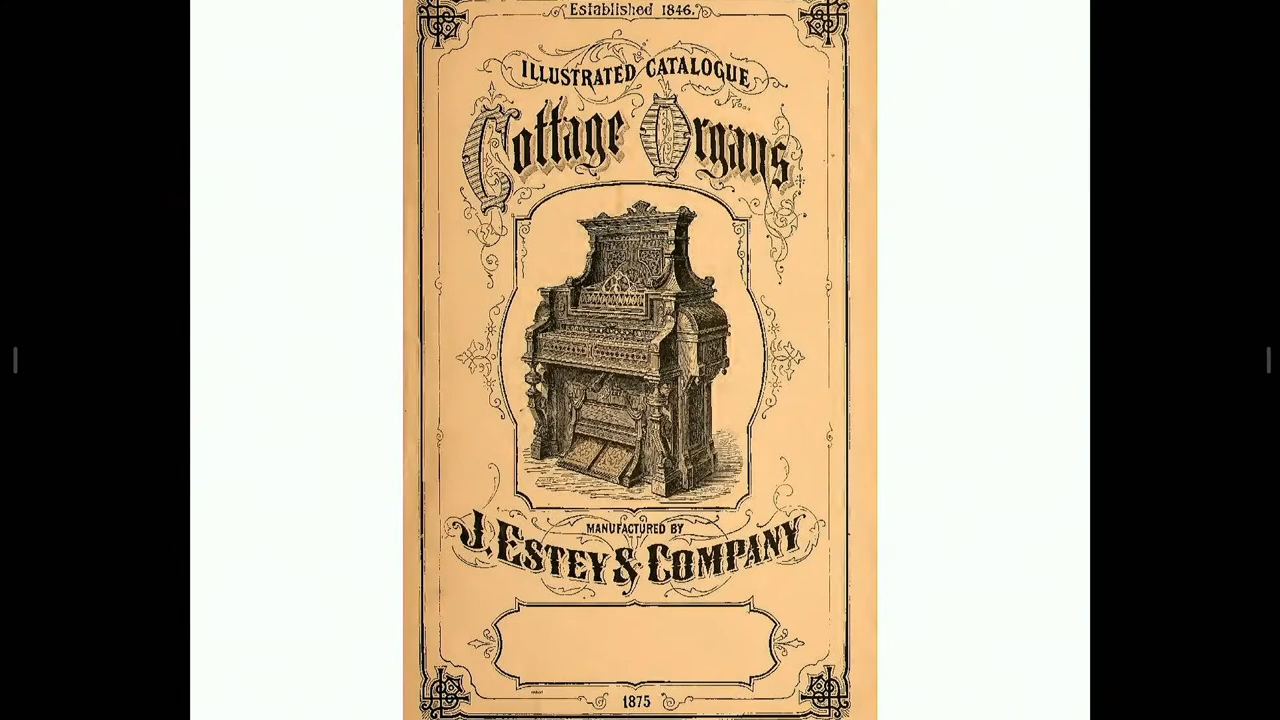 Established 1846.
ILLUSTRATED CATALOGUE
Cottage Organs
MANUFACTURED BY
J. ESTEY & COMPANY
1875